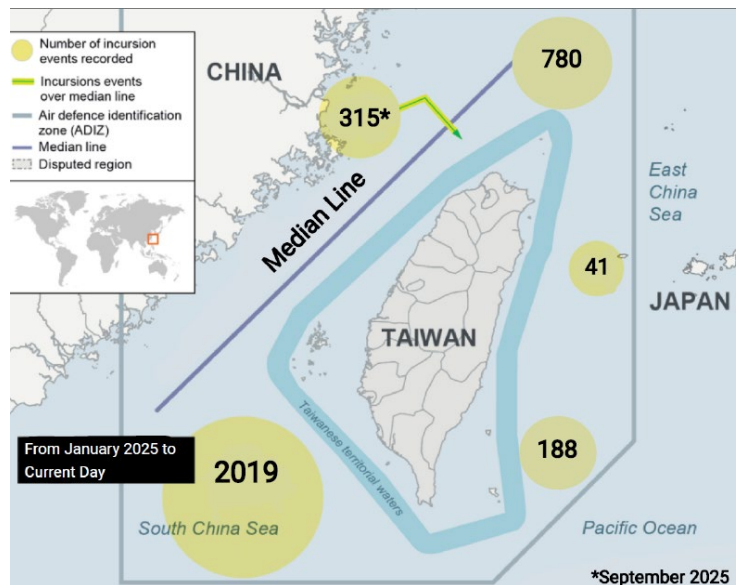 Number of incursion
events recorded
Incursions events
over median line
Air defence identification
zone (ADIZ)
Median line
Disputed region
CHINA
780
315*
Median Line
East
China
Sea
41
JAPAN
TAIWAN
Taiwanese territorial waters
188
From January 2025 to
Current Day
2019
South China Sea
Pacific Ocean
*September 2025